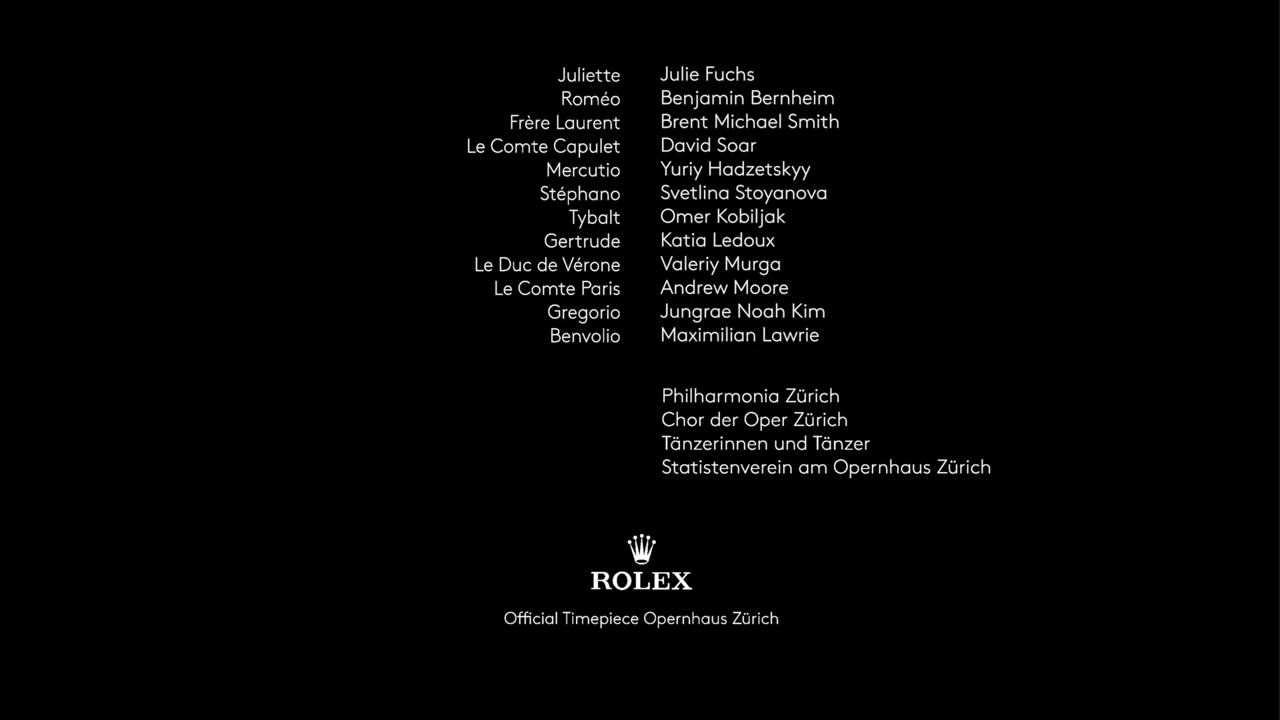 Juliette Julie Fuchs
Roméo Benjamin Bernheim
Frère Laurent Brent Michael Smith
Le Comte Capulet David Soar
Mercutio Yuriy Hadzetskyy
Stéphano Svetlina Stoyanova
Tybalt Omer Kobiljak
Gertrude Katia Ledoux
Le Duc de Vérone Valeriy Murga
Le Comte Paris Andrew Moore
Gregorio Jungrae Noah Kim
Benvolio Maximilian Lawrie
Philharmonia Zürich
Chor der Oper Zürich
Tänzerinnen und Tänzer
Statistenverein am Opernhaus Zürich
ROLEX
Official Timepiece Opernhaus Zürich